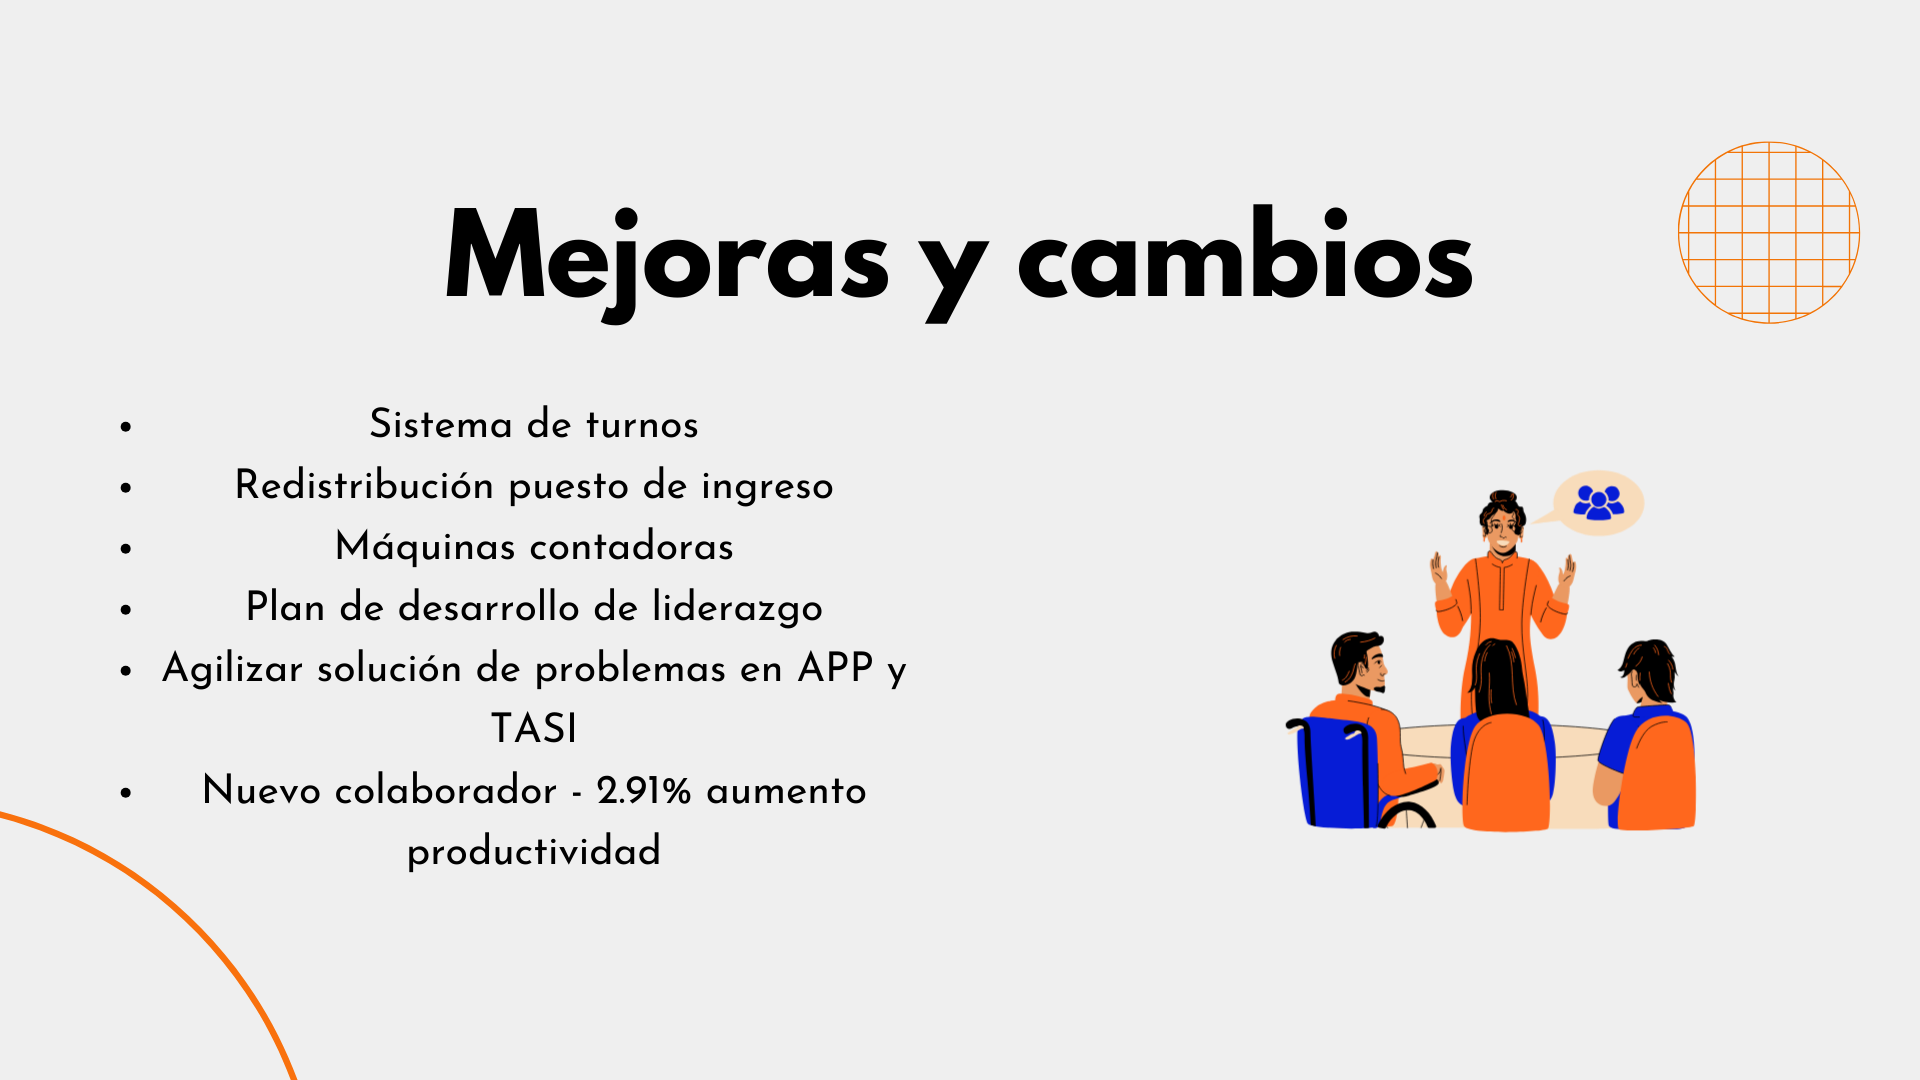 Mejoras y cambios
• Sistema de turnos
• Redistribución puesto de ingreso
• Máquinas contadoras
• Plan de desarrollo de liderazgo
• Agilizar solución de problemas en APP y
TASI
• Nuevo colaborador - 2.91% aumento
productividad